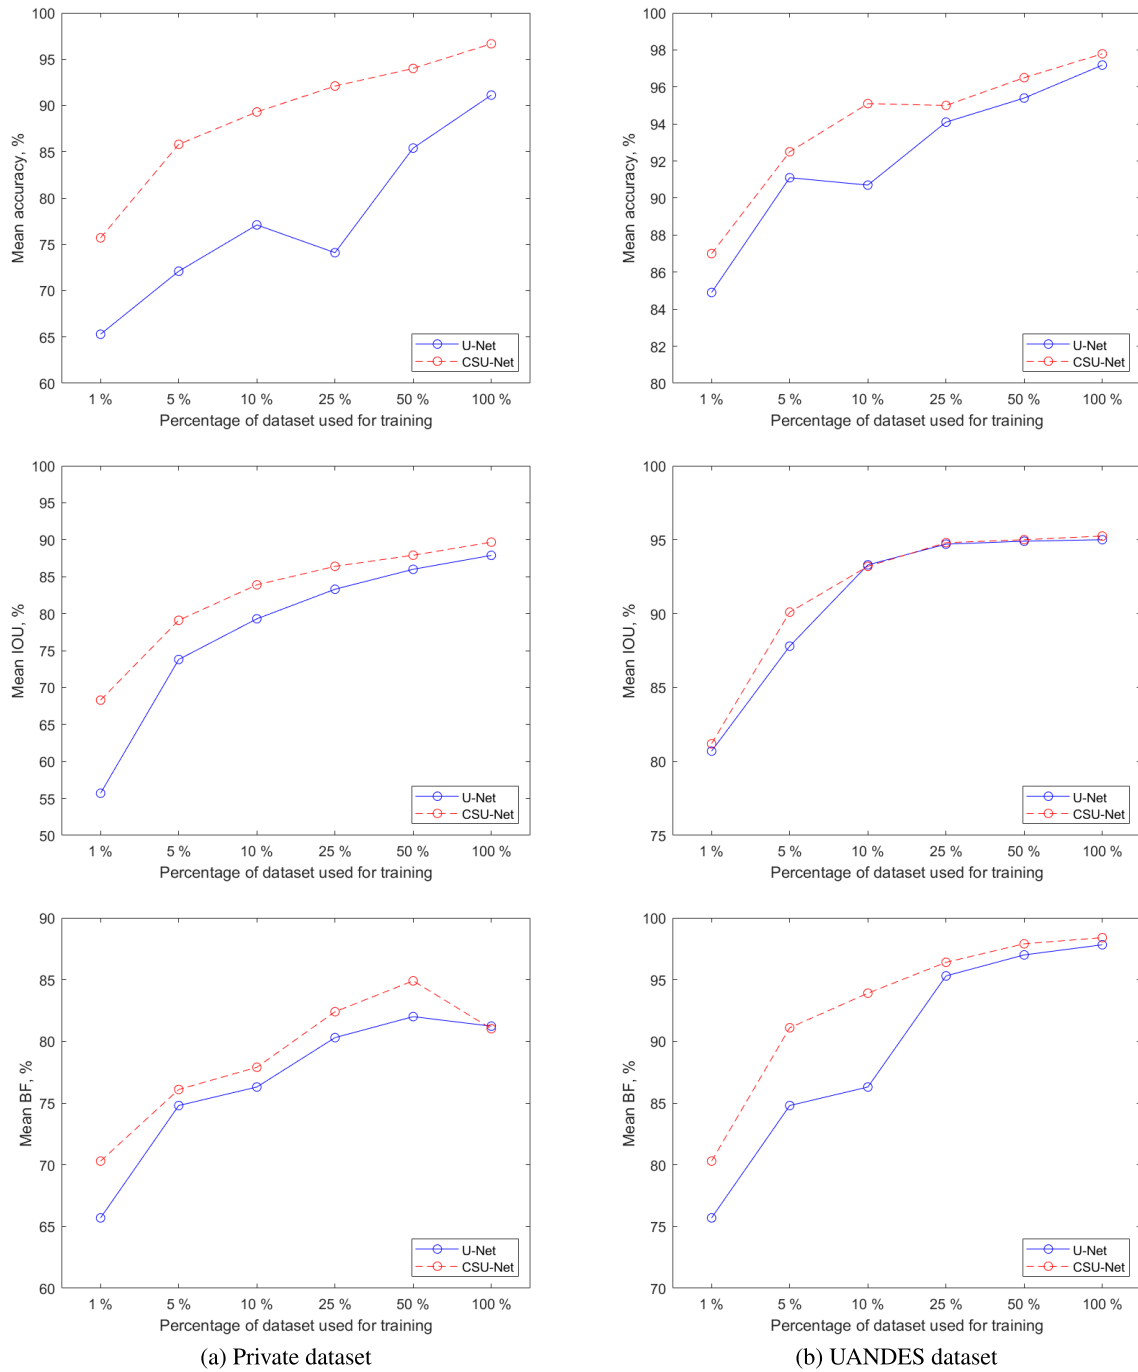 100
95
90
85
80
75
70
65
60
Mean accuracy, %
1 % 5 % 10 % 25 % 50 % 100 %
Percentage of dataset used for training
U-Net
CSU-Net
100
98
96
94
92
90
88
86
84
82
80
Mean accuracy, %
1 % 5 % 10 % 25 % 50 % 100 %
Percentage of dataset used for training
U-Net
CSU-Net
100
95
90
85
80
75
70
65
60
55
50
Mean IOU, %
1 % 5 % 10 % 25 % 50 % 100 %
Percentage of dataset used for training
U-Net
CSU-Net
100
95
90
85
80
75
Mean IOU, %
1 % 5 % 10 % 25 % 50 % 100 %
Percentage of dataset used for training
U-Net
CSU-Net
90
85
80
75
70
65
60
Mean BF, %
1 % 5 % 10 % 25 % 50 % 100 %
Percentage of dataset used for training
U-Net
CSU-Net
100
95
90
85
80
75
70
Mean BF, %
1 % 5 % 10 % 25 % 50 % 100 %
Percentage of dataset used for training
U-Net
CSU-Net
(a) Private dataset
(b) UANDES dataset